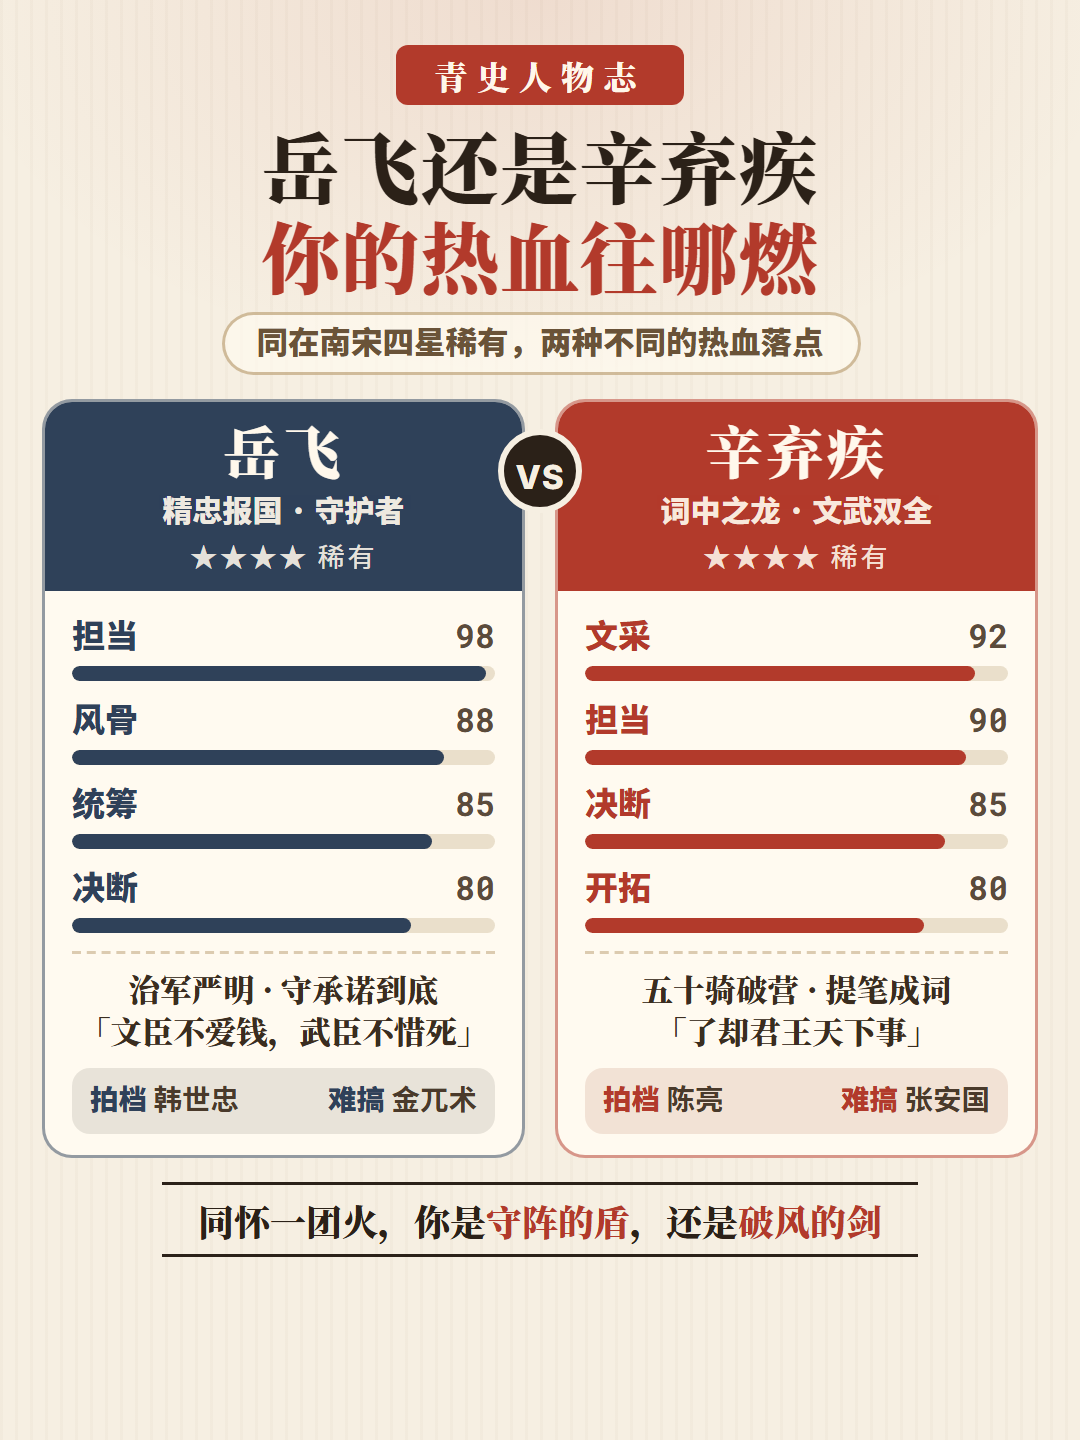 青史人物志
岳飞还是辛弃疾
你的热血往哪燃
同在南宋四星稀有，两种不同的热血落点
岳飞
精忠报国·守护者
★★★★ 稀有
担当 98
风骨 88
统筹 85
决断 80
治军严明·守承诺到底
「文臣不爱钱，武臣不惜死」
拍档 韩世忠 难搞 金兀术
VS
辛弃疾
词中之龙·文武双全
★★★★ 稀有
文采 92
担当 90
决断 85
开拓 80
五十骑破营·提笔成词
「了却君王天下事」
拍档 陈亮 难搞 张安国
同怀一团火，你是守阵的盾，还是破风的剑